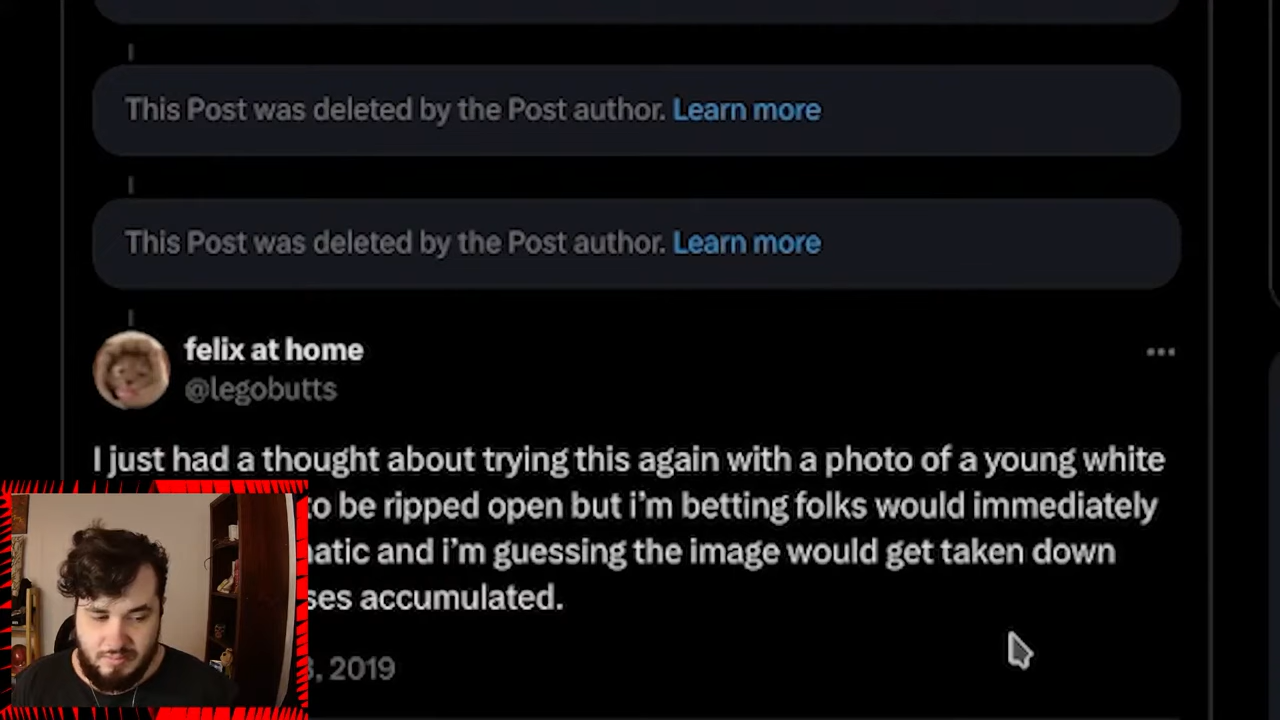 This Post was deleted by the Post author. Learn more
This Post was deleted by the Post author. Learn more
felix at home
@legobutts
I just had a thought about trying this again with a photo of a young white
to be ripped open but i'm betting folks would immediately
and i'm guessing the image would get taken down
accumulated.
2019